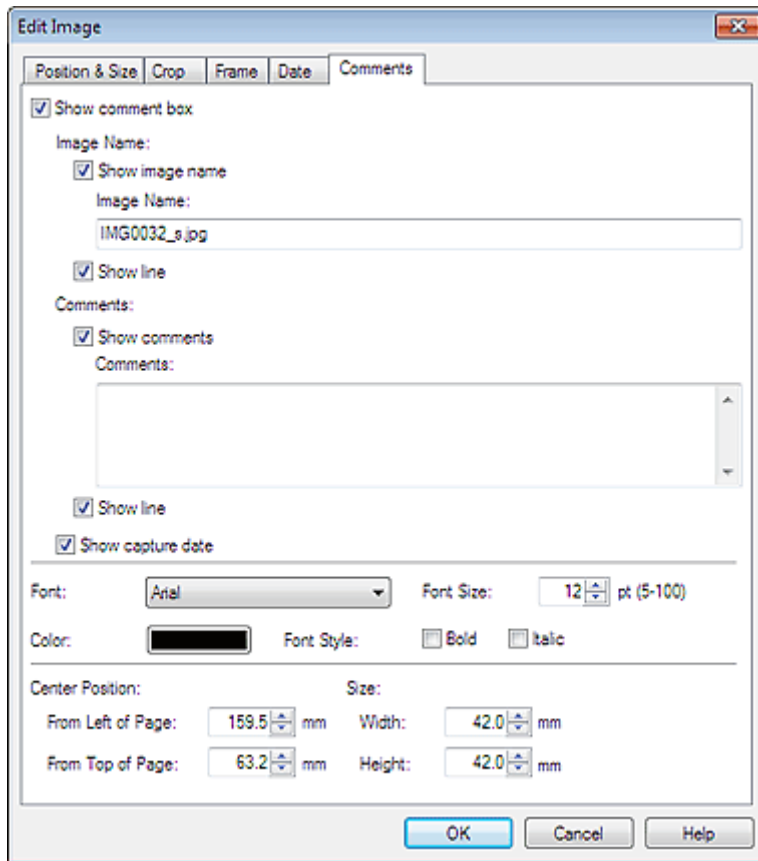 Edit Image
Position & Size Crop Frame Date Comments
Show comment box
Image Name:
Show image name
Image Name:
IMG0032_s.jpg
Show line
Comments:
Show comments
Comments:
Show line
Show capture date
Font: Arial Font Size: 12 pt (5-100)
Color: Font Style: Bold Italic
Center Position: Size:
From Left of Page: 159.5 mm Width: 42.0 mm
From Top of Page: 63.2 mm Height: 42.0 mm
OK Cancel Help